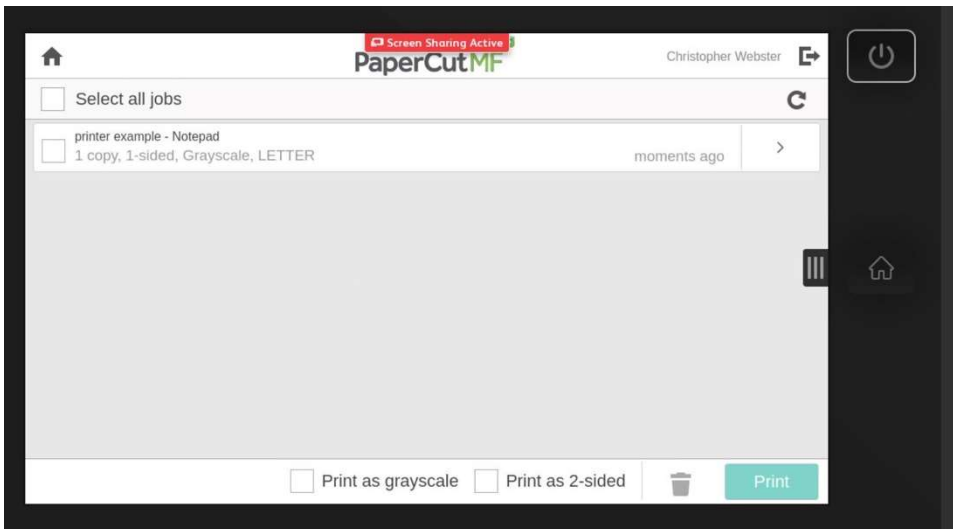 Screen Sharing Active
PaperCutMF
Christopher Webster
Select all jobs
printer example - Notepad
1 copy, 1-sided, Grayscale, LETTER
moments ago
Print as grayscale
Print as 2-sided
Print